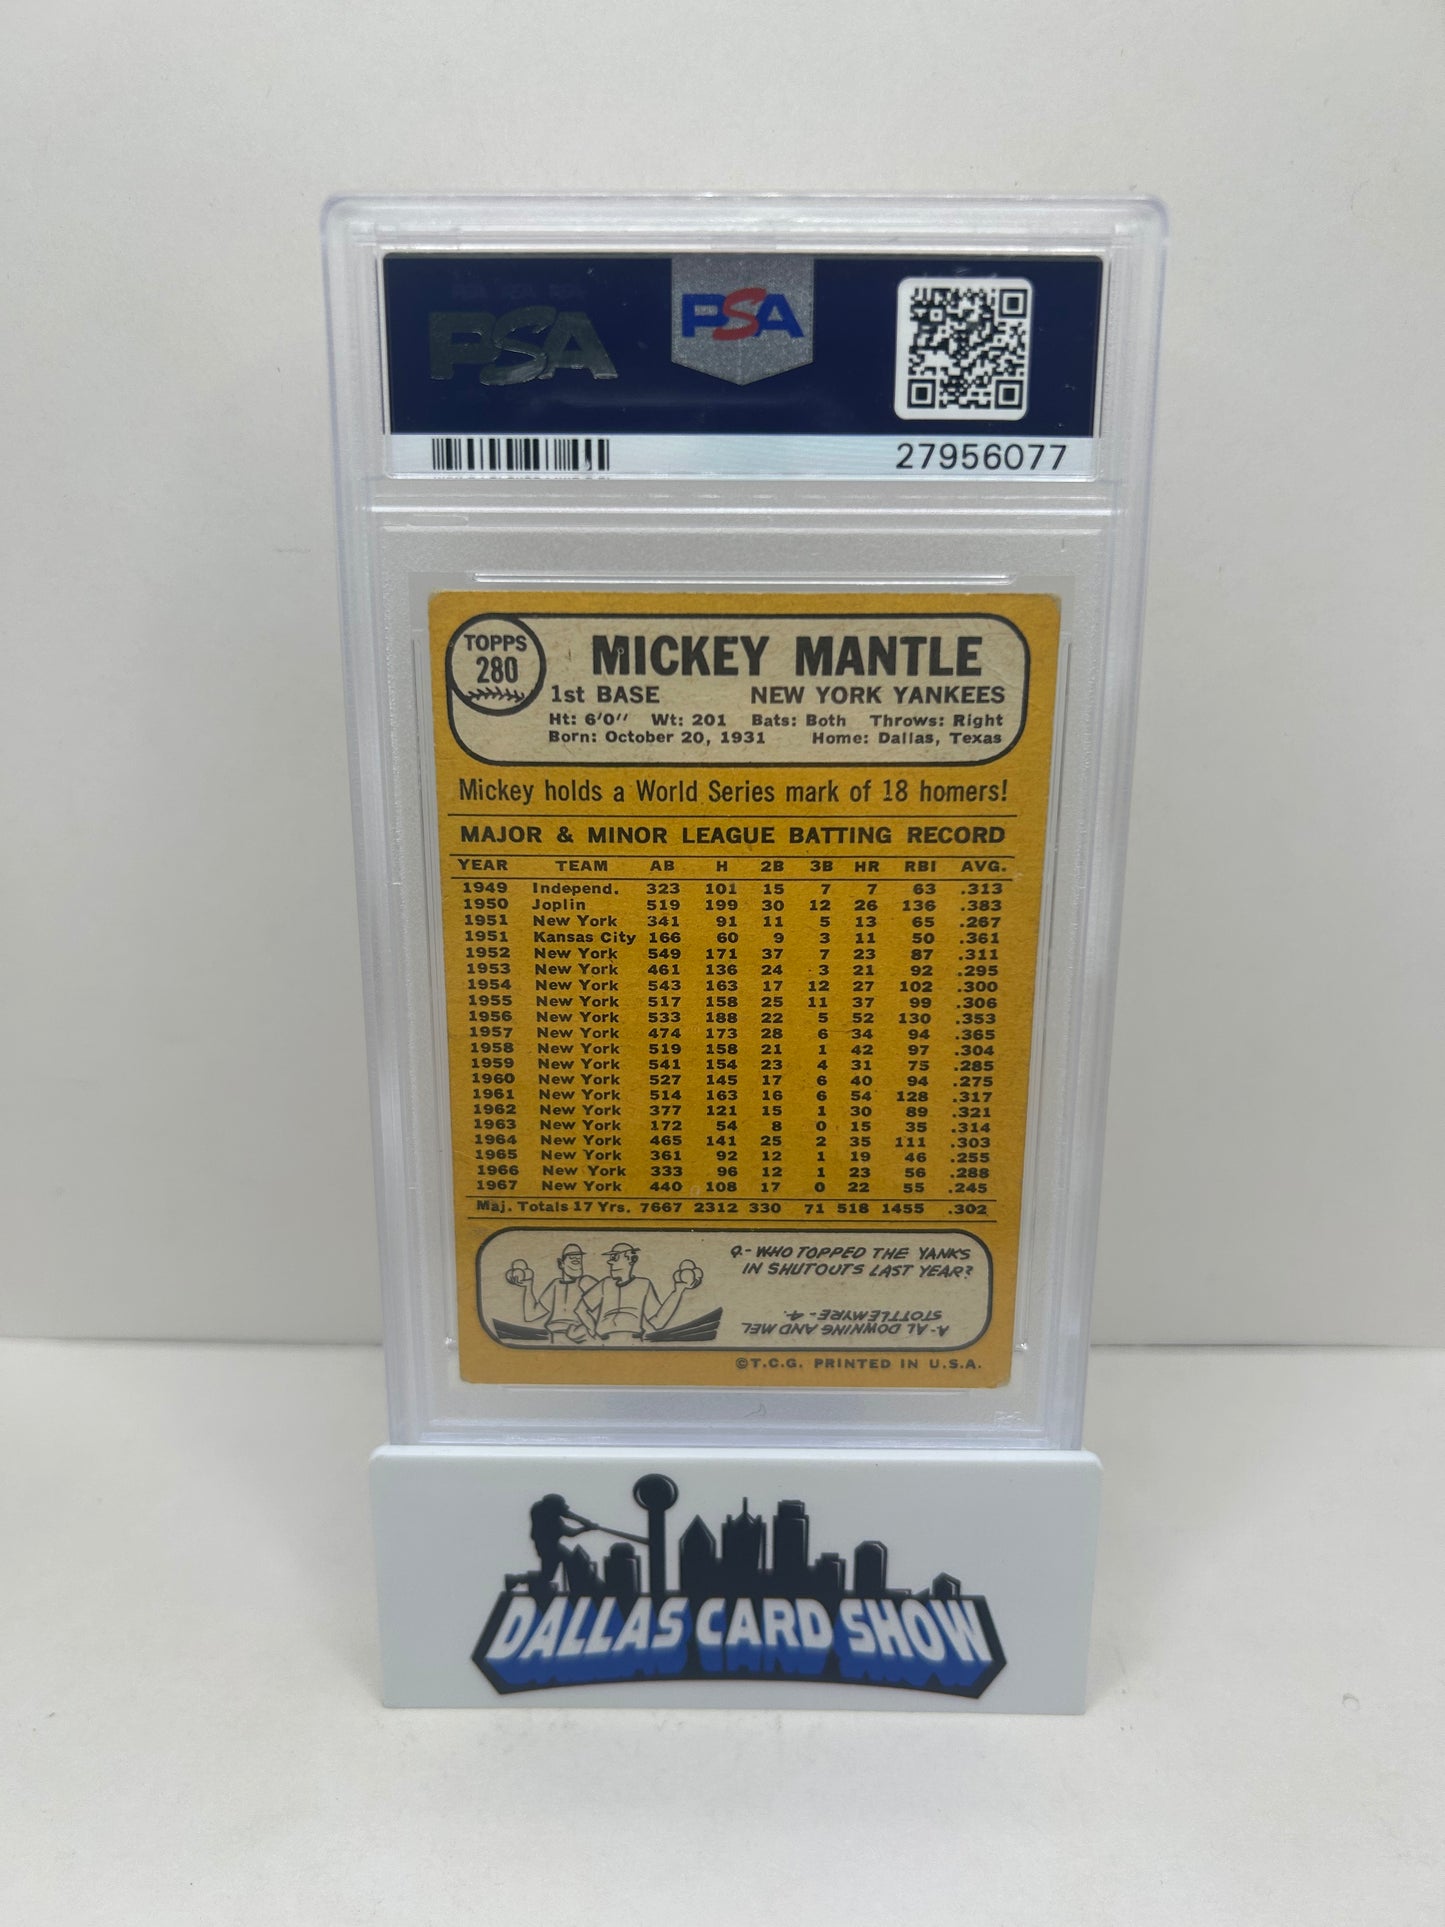 PSA
PSA
27956077
TOPPS
280
MICKEY MANTLE
1st BASE NEW YORK YANKEES
Ht: 6'0" Wt: 201 Bats: Both Throws: Right
Born: October 20, 1931 Home: Dallas, Texas
Mickey holds a World Series mark of 18 homers!
MAJOR & MINOR LEAGUE BATTING RECORD
YEAR TEAM AB H 2B 3B HR RBI AVG.
1949 Independ. 323 101 15 7 7 63 .313
1950 Joplin 519 199 30 12 26 136 .383
1951 New York 341 91 11 5 13 65 .267
1951 Kansas City 166 60 9 3 11 50 .361
1952 New York 549 171 37 7 23 87 .311
1953 New York 461 136 24 3 21 92 .295
1954 New York 543 163 17 12 27 102 .300
1955 New York 517 158 25 11 37 99 .306
1956 New York 533 188 22 5 52 130 .353
1957 New York 474 173 28 6 34 94 .365
1958 New York 519 158 21 1 42 97 .304
1959 New York 541 154 23 4 31 75 .285
1960 New York 527 145 17 6 40 94 .275
1961 New York 514 163 16 6 54 128 .317
1962 New York 377 121 15 1 30 89 .321
1963 New York 172 54 8 0 15 35 .314
1964 New York 465 141 25 2 35 111 .303
1965 New York 361 92 12 1 19 46 .255
1966 New York 333 96 12 1 23 56 .288
1967 New York 440 108 17 0 22 55 .245
Maj. Totals 17 Yrs. 7667 2312 330 71 518 1455 .302
Q.- WHO TOPPED THE YANKS
IN SHUTOUTS LAST YEAR?
A.- AL DOWNING AND MEL
STOTTLEMYRE - 4.
©T.C.G. PRINTED IN U.S.A.
DALLAS CARD SHOW